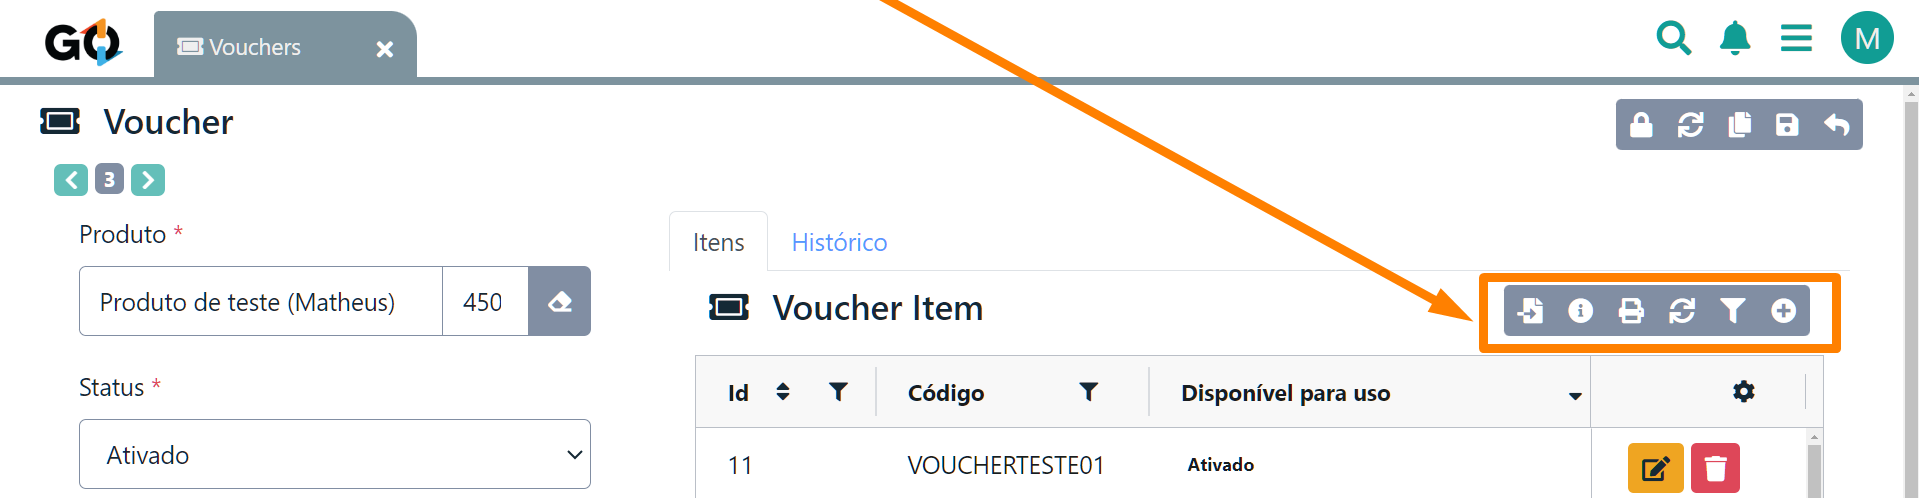 GO
Vouchers
M
Voucher
3
Produto *
Produto de teste (Matheus) 450
Status *
Ativado
Itens Histórico
Voucher Item
Id Código Disponível para uso
11 VOUCHERTESTE01 Ativado